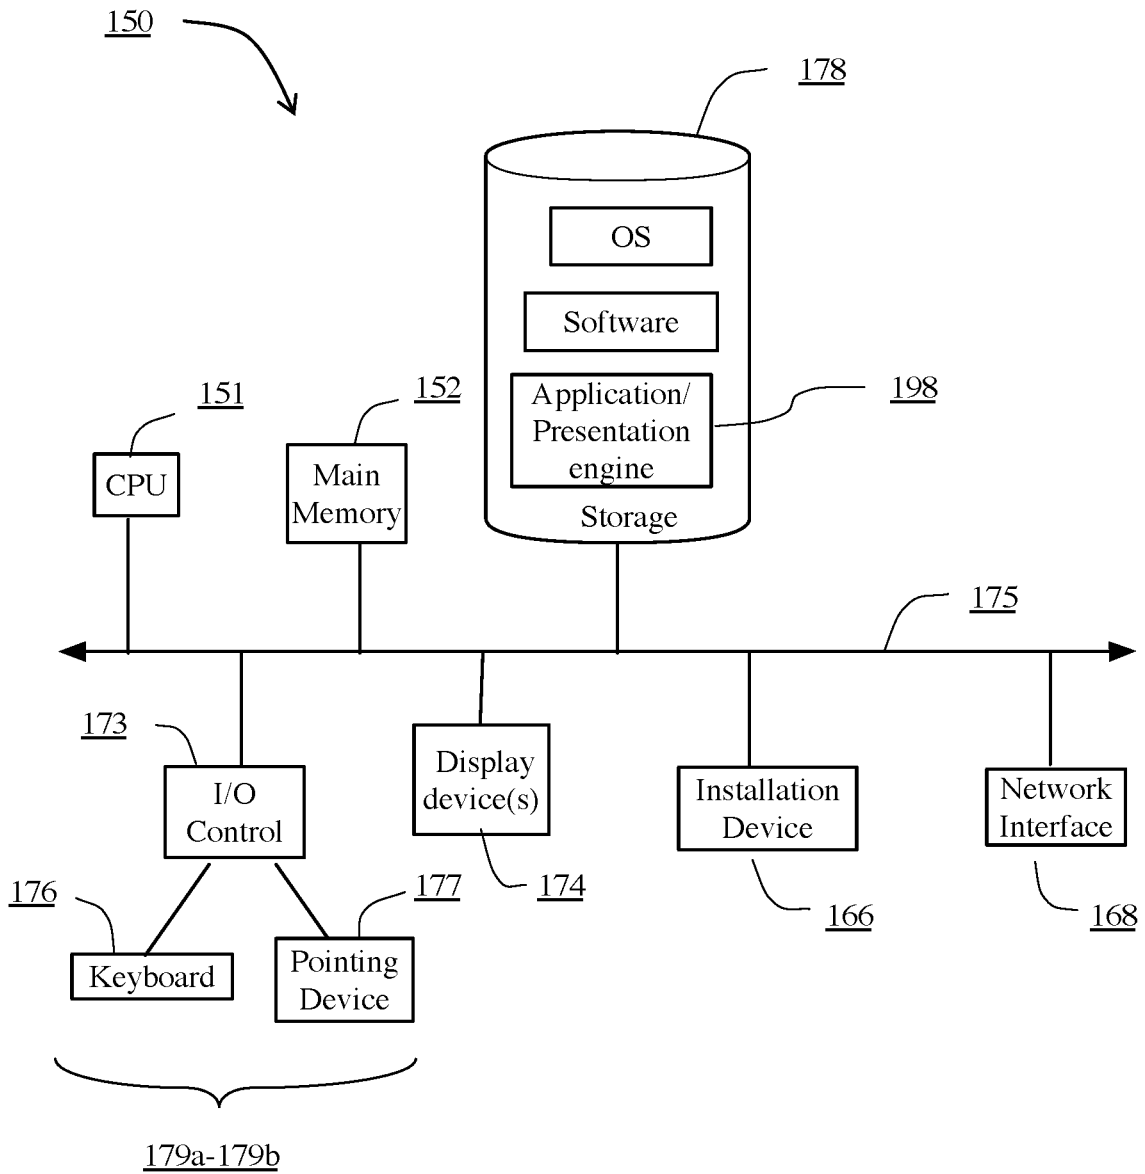 150
178
OS
Software
Application/
Presentation
engine
198
Storage
151
CPU
152
Main
Memory
175
173
I/O
Control
Display
device(s)
174
Installation
Device
166
Network
Interface
168
176
Keyboard
177
Pointing
Device
179a-179b